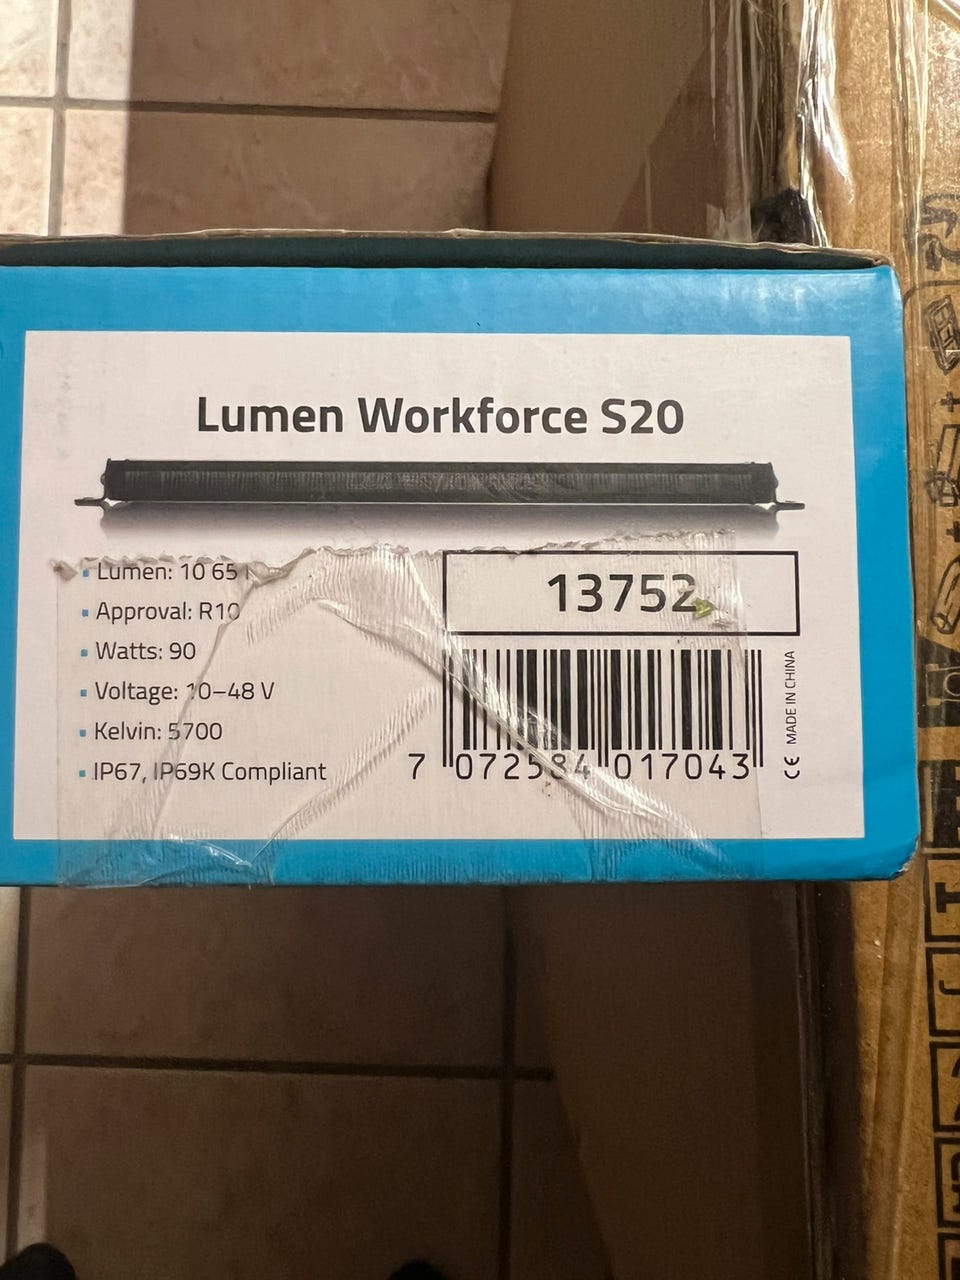 Lumen Workforce S20
Lumen: 10 65
Approval: R10
Watts: 90
Voltage: 10–48 V
Kelvin: 5700
IP67, IP69K Compliant
13752
7 072584 017043
CE MADE IN CHINA